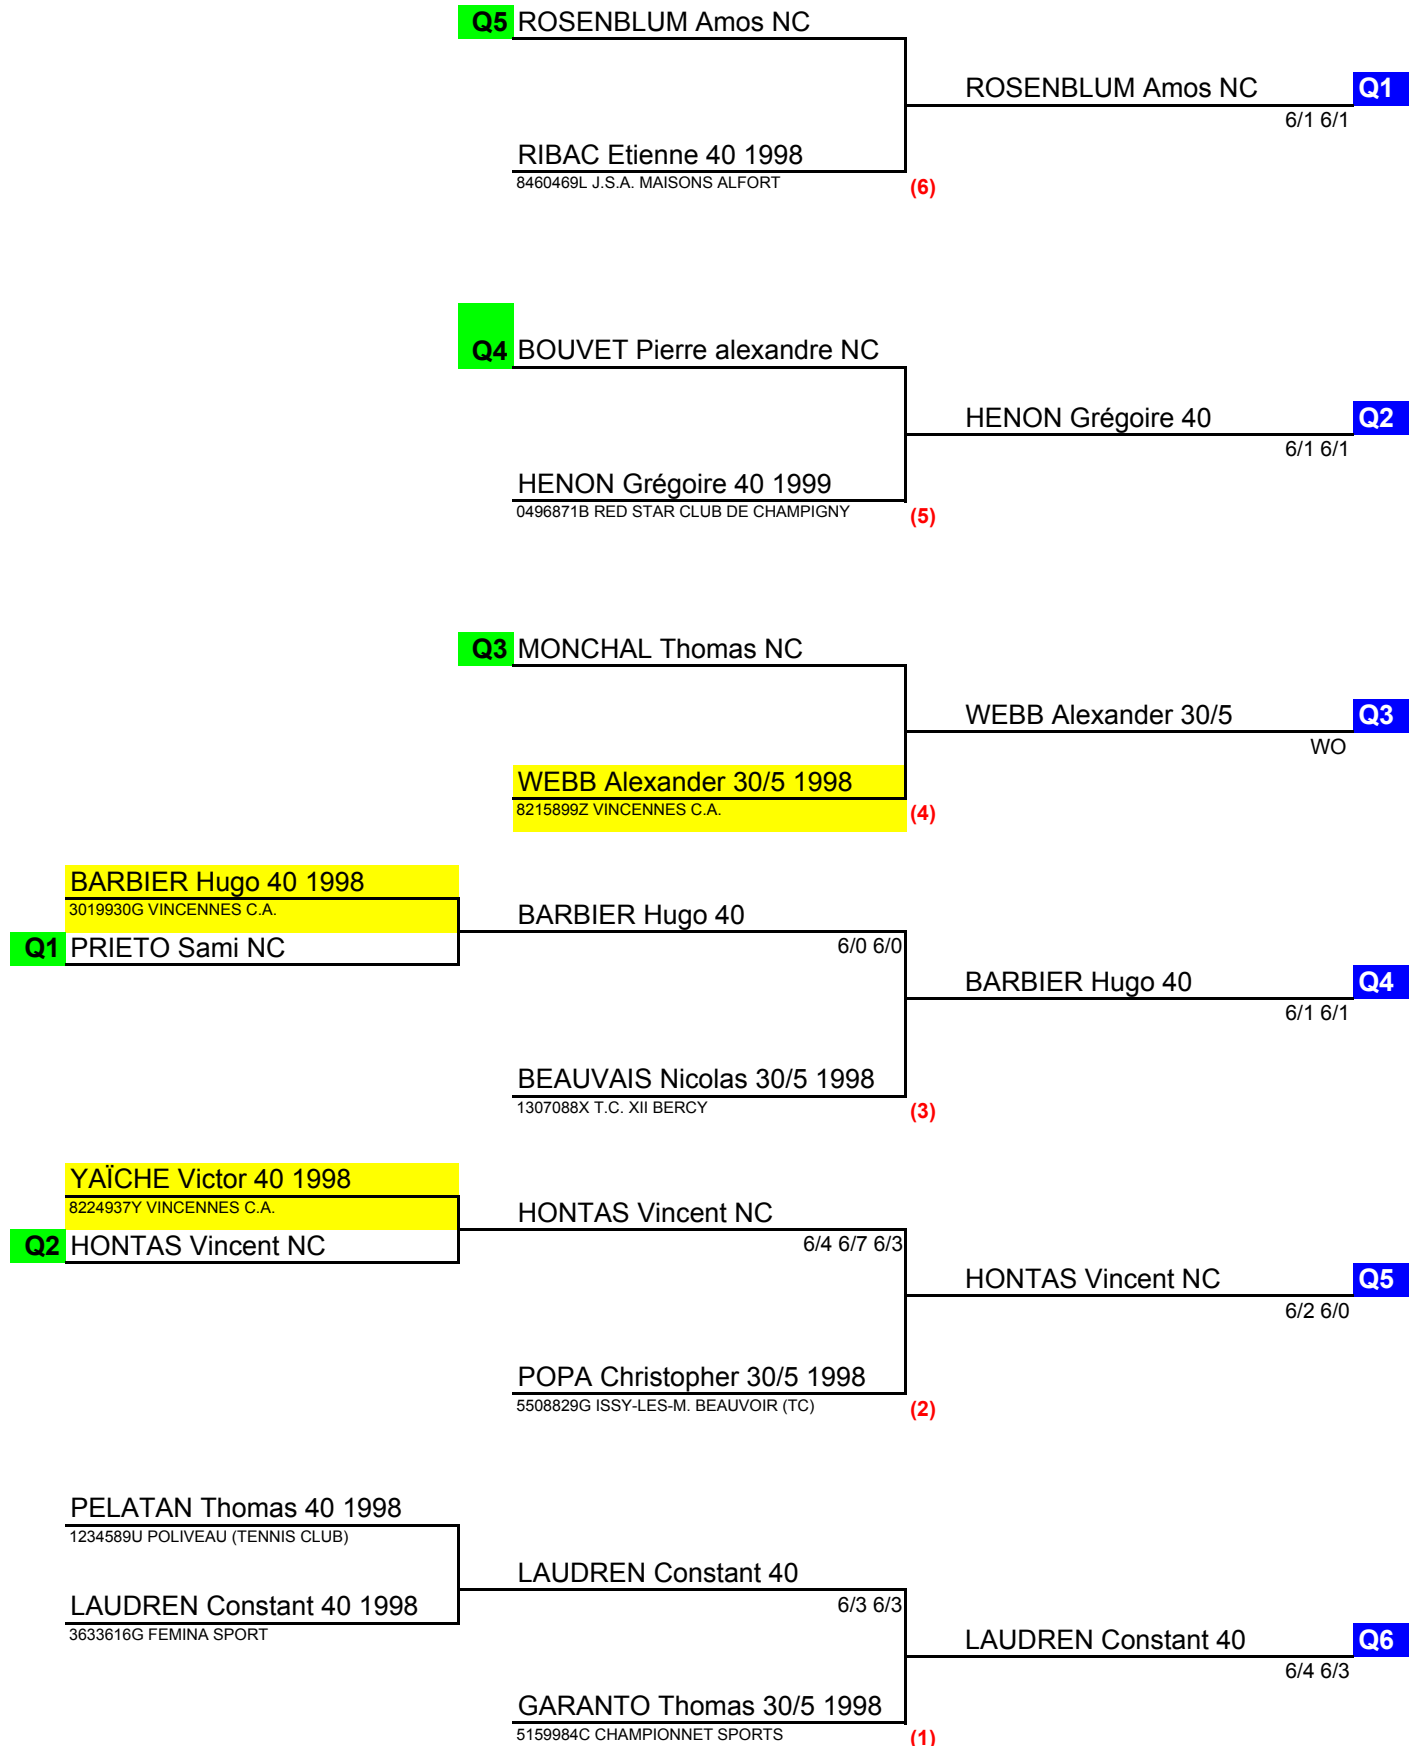 Q5 ROSENBLUM Amos NC
ROSENBLUM Amos NC Q1
6/1 6/1
RIBAC Etienne 40 1998
8460469L J.S.A. MAISONS ALFORT
(6)
Q4 BOUVET Pierre alexandre NC
HENON Grégoire 40 Q2
6/1 6/1
HENON Grégoire 40 1999
0496871B RED STAR CLUB DE CHAMPIGNY
(5)
Q3 MONCHAL Thomas NC
WEBB Alexander 30/5 Q3
WO
WEBB Alexander 30/5 1998
8215899Z VINCENNES C.A.
(4)
BARBIER Hugo 40 1998
3019930G VINCENNES C.A.
BARBIER Hugo 40
Q1 PRIETO Sami NC
6/0 6/0
BARBIER Hugo 40 Q4
6/1 6/1
BEAUVAIS Nicolas 30/5 1998
1307088X T.C. XII BERCY
(3)
YAÏCHE Victor 40 1998
8224937Y VINCENNES C.A.
HONTAS Vincent NC
Q2 HONTAS Vincent NC
6/4 6/7 6/3
HONTAS Vincent NC Q5
6/2 6/0
POPA Christopher 30/5 1998
5508829G ISSY-LES-M. BEAUVOIR (TC)
(2)
PELATAN Thomas 40 1998
1234589U POLIVEAU (TENNIS CLUB)
LAUDREN Constant 40
6/3 6/3
LAUDREN Constant 40 1998
3633616G FEMINA SPORT
LAUDREN Constant 40 Q6
6/4 6/3
GARANTO Thomas 30/5 1998
5159984C CHAMPIONNET SPORTS
(1)